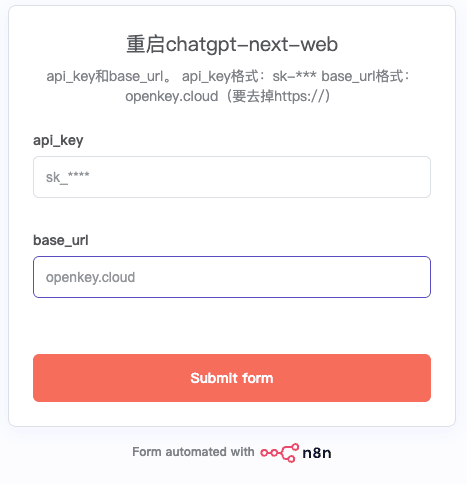 重启chatgpt-next-web
api_key和base_url。 api_key格式：sk-*** base_url格式：
openkey.cloud（要去掉https://）
api_key
sk_****
base_url
openkey.cloud
Submit form
Form automated with n8n